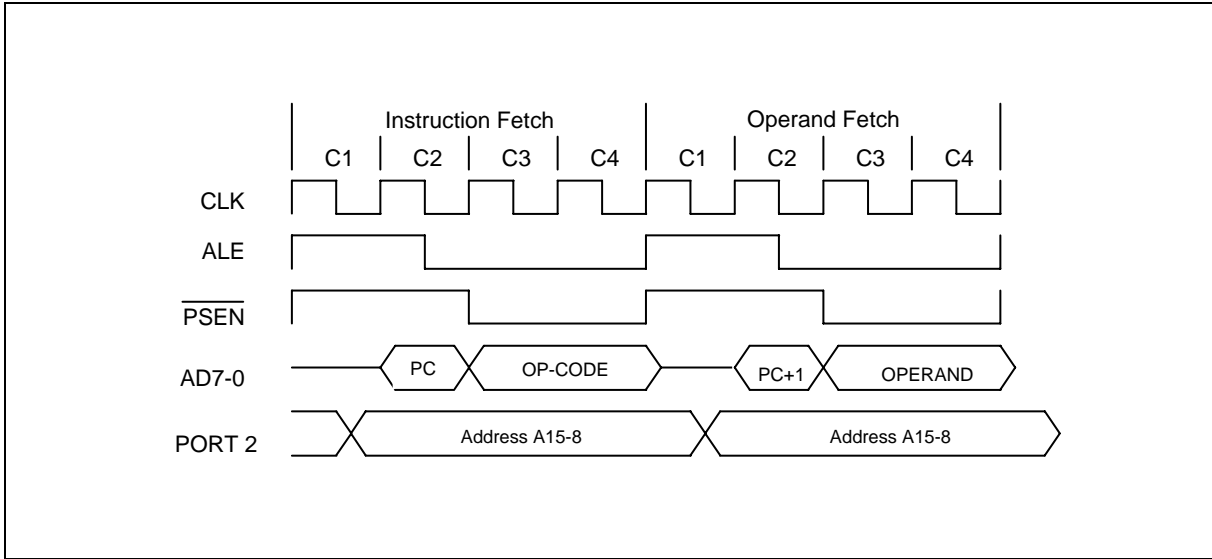 Instruction Fetch Operand Fetch
C1 C2 C3 C4 C1 C2 C3 C4
CLK
ALE
PSEN
AD7-0 PC OP-CODE PC+1 OPERAND
PORT 2 Address A15-8 Address A15-8